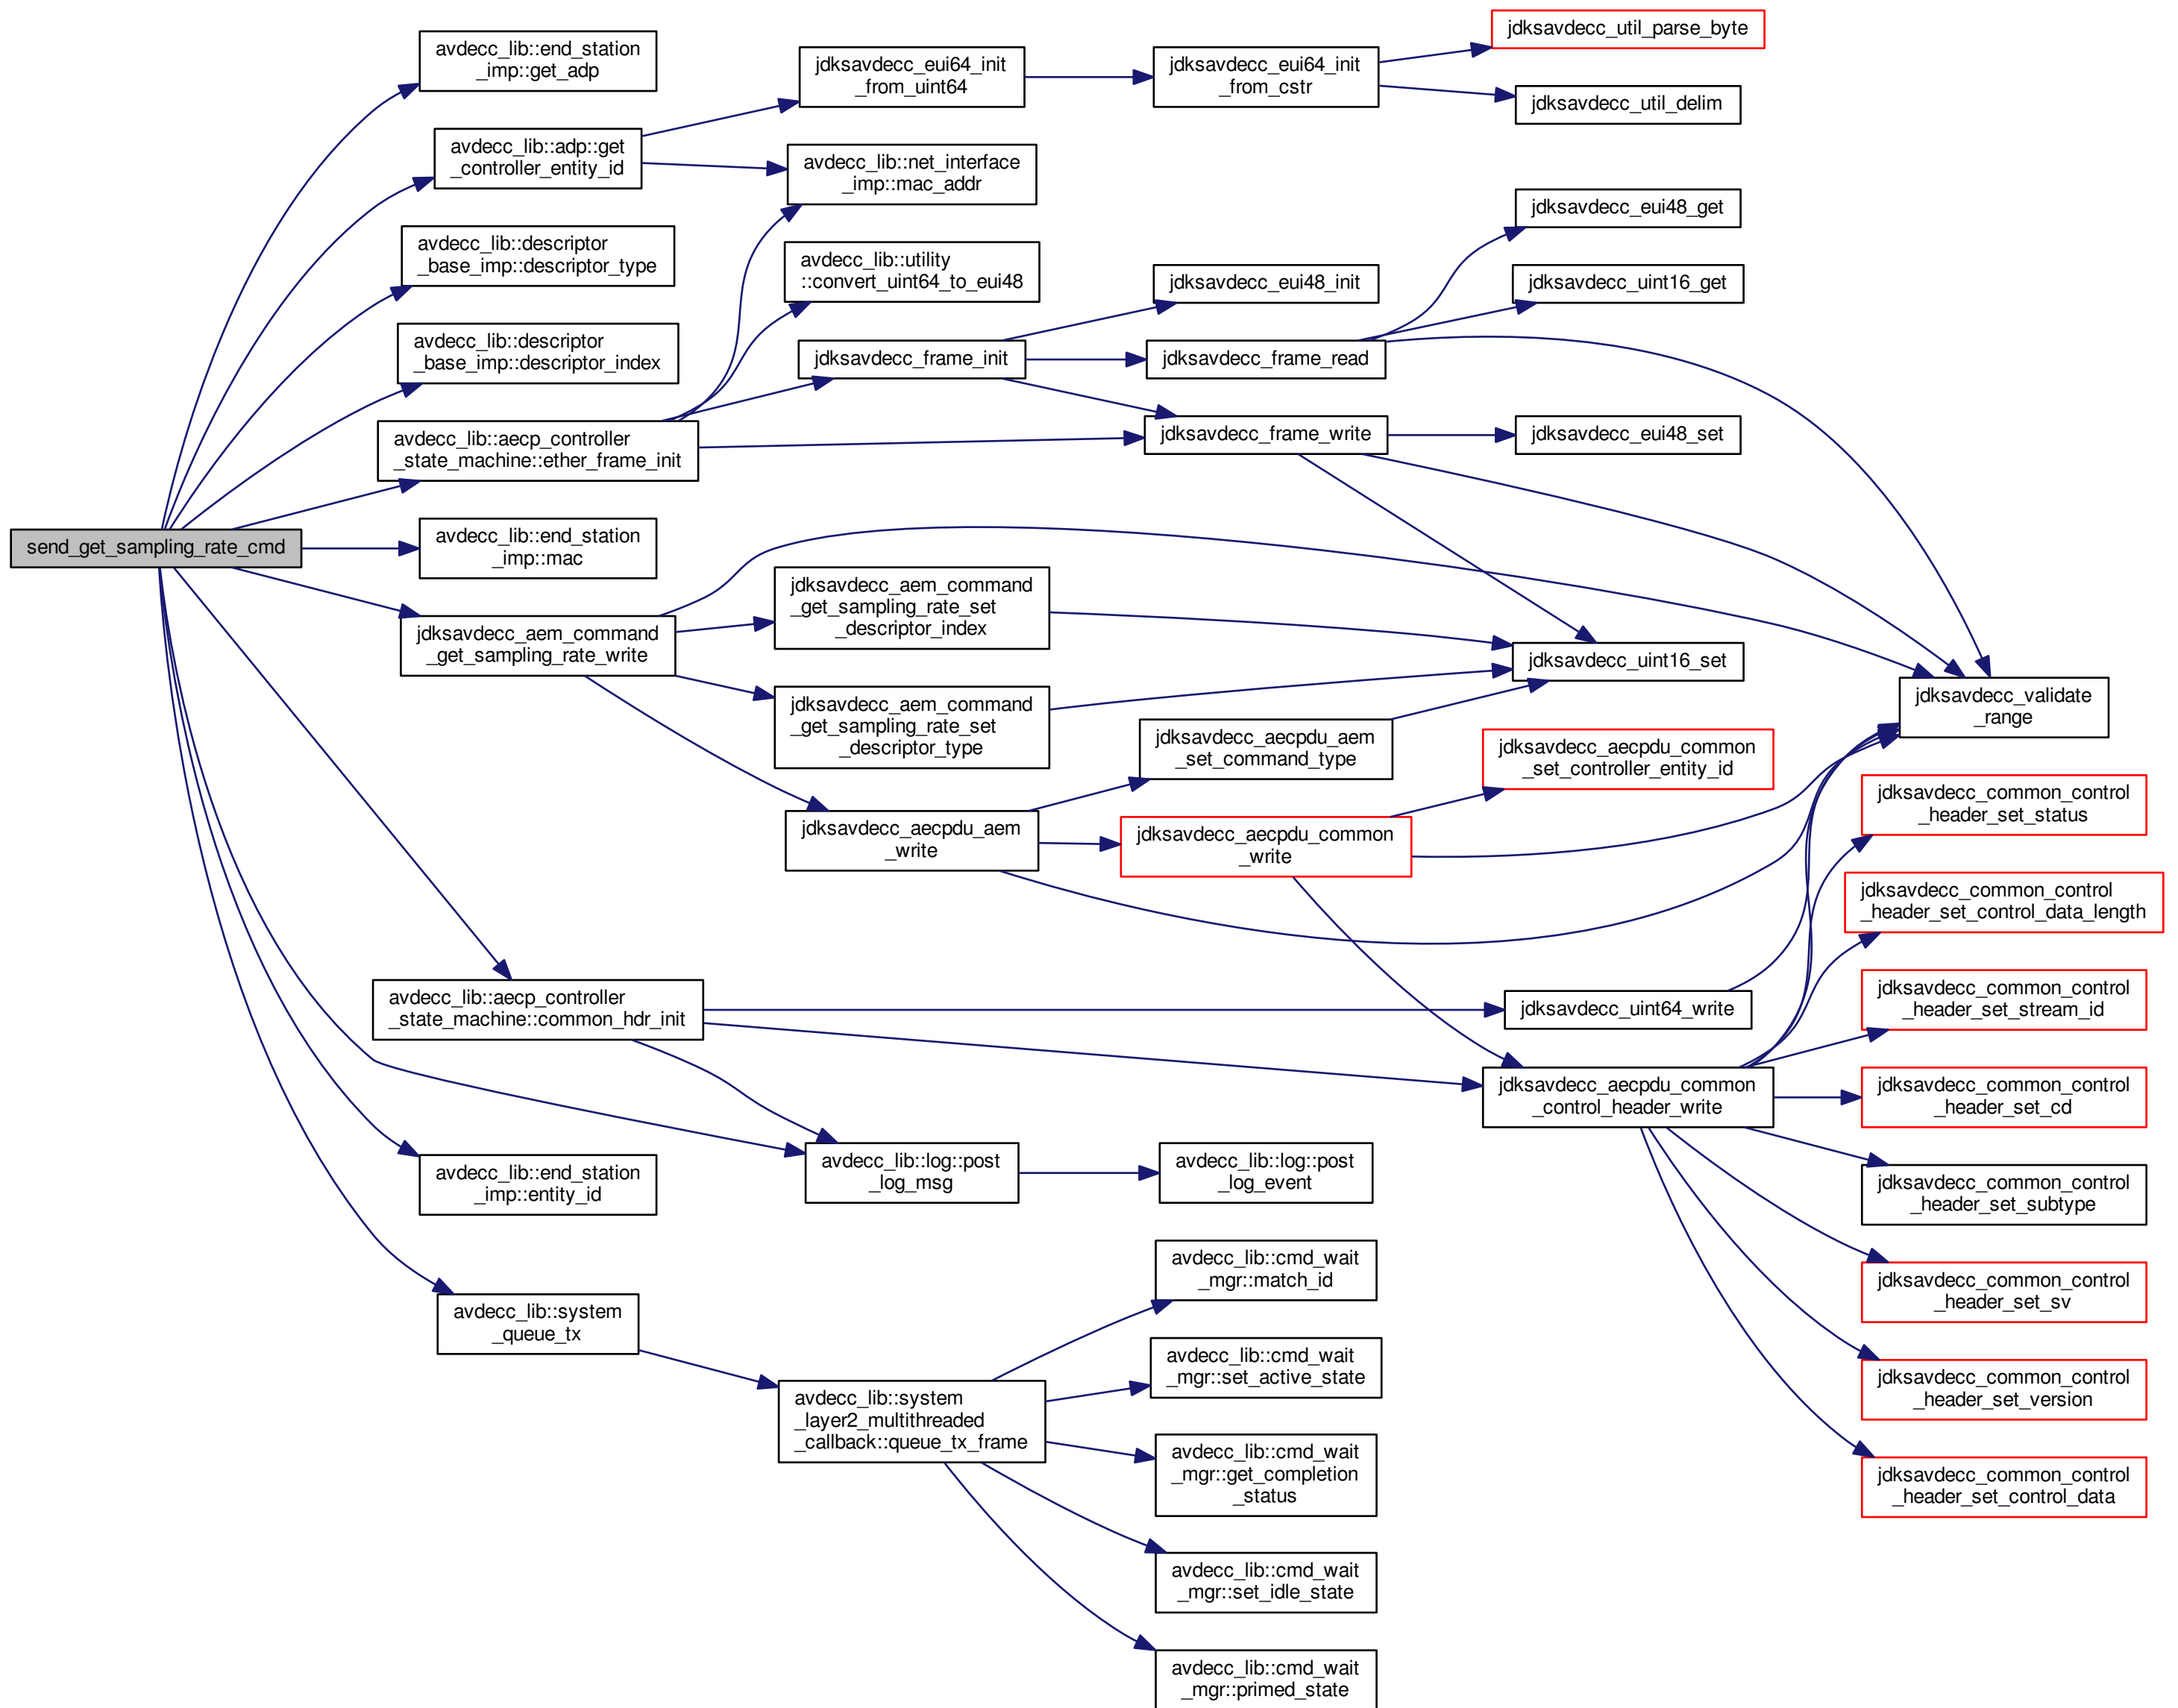 send_get_sampling_rate_cmd
avdecc_lib::end_station
_imp::get_adp
avdecc_lib::adp::get
_controller_entity_id
avdecc_lib::descriptor
_base_imp::descriptor_type
avdecc_lib::descriptor
_base_imp::descriptor_index
avdecc_lib::aecp_controller
_state_machine::ether_frame_init
avdecc_lib::end_station
_imp::mac
jdksavdecc_aem_command
_get_sampling_rate_write
avdecc_lib::aecp_controller
_state_machine::common_hdr_init
avdecc_lib::end_station
_imp::entity_id
avdecc_lib::system
_queue_tx
jdksavdecc_eui64_init
_from_uint64
avdecc_lib::net_interface
_imp::mac_addr
avdecc_lib::utility
::convert_uint64_to_eui48
jdksavdecc_frame_init
jdksavdecc_aem_command
_get_sampling_rate_set
_descriptor_index
jdksavdecc_aem_command
_get_sampling_rate_set
_descriptor_type
jdksavdecc_aecpdu_aem
_write
avdecc_lib::log::post
_log_msg
avdecc_lib::system
_layer2_multithreaded
_callback::queue_tx_frame
jdksavdecc_eui64_init
_from_cstr
jdksavdecc_eui48_init
jdksavdecc_frame_read
jdksavdecc_frame_write
jdksavdecc_aecpdu_aem
_set_command_type
jdksavdecc_aecpdu_common
_write
avdecc_lib::log::post
_log_event
avdecc_lib::cmd_wait
_mgr::match_id
avdecc_lib::cmd_wait
_mgr::set_active_state
avdecc_lib::cmd_wait
_mgr::get_completion
_status
avdecc_lib::cmd_wait
_mgr::set_idle_state
avdecc_lib::cmd_wait
_mgr::primed_state
jdksavdecc_util_parse_byte
jdksavdecc_util_delim
jdksavdecc_eui48_get
jdksavdecc_uint16_get
jdksavdecc_eui48_set
jdksavdecc_uint16_set
jdksavdecc_aecpdu_common
_set_controller_entity_id
jdksavdecc_uint64_write
jdksavdecc_aecpdu_common
_control_header_write
jdksavdecc_validate
_range
jdksavdecc_common_control
_header_set_status
jdksavdecc_common_control
_header_set_control_data_length
jdksavdecc_common_control
_header_set_stream_id
jdksavdecc_common_control
_header_set_cd
jdksavdecc_common_control
_header_set_subtype
jdksavdecc_common_control
_header_set_sv
jdksavdecc_common_control
_header_set_version
jdksavdecc_common_control
_header_set_control_data